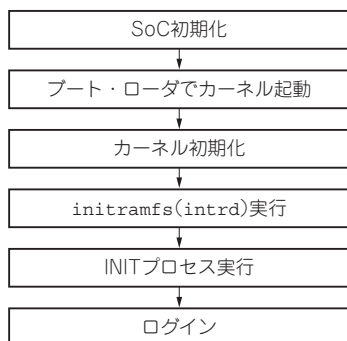 SoC初期化
ブート・ローダでカーネル起動
カーネル初期化
initramfs(intrd)実行
INITプロセス実行
ログイン